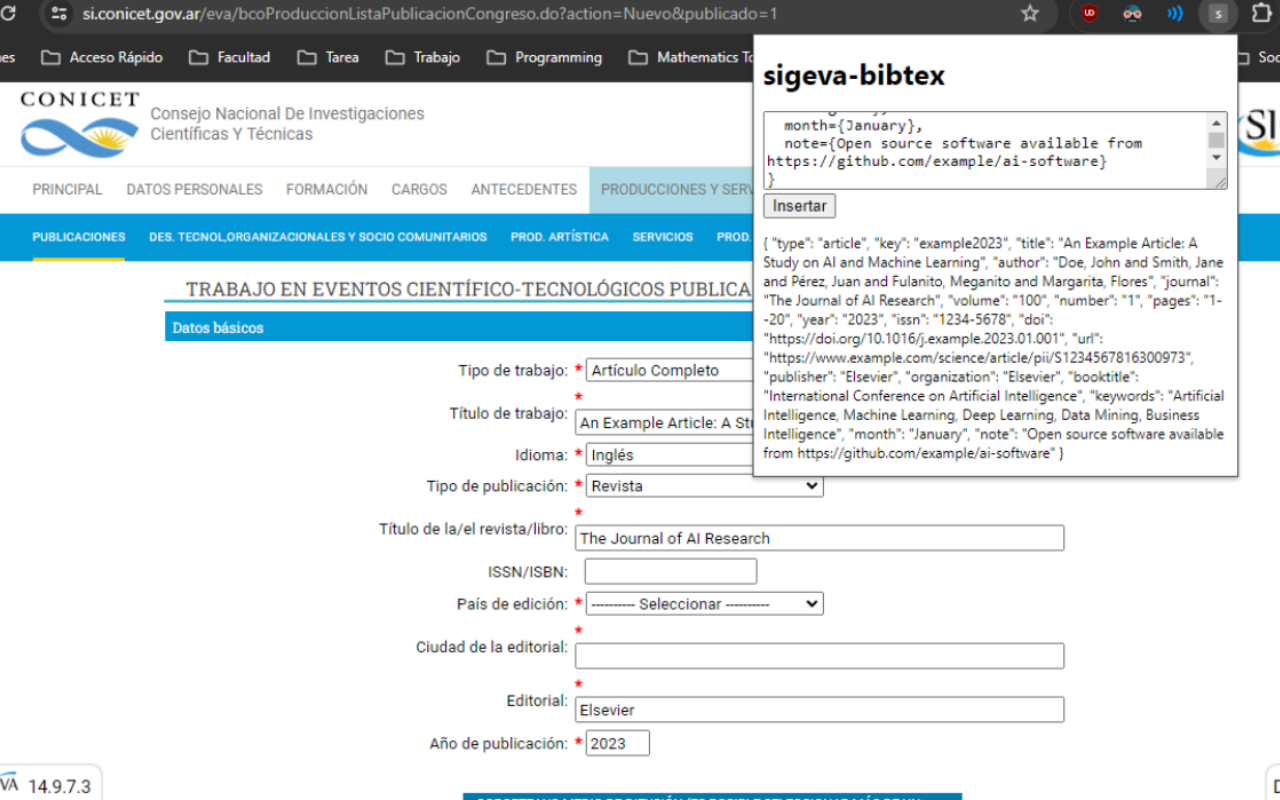 si.conicet.gov.ar/eva/bcoProduccionListaPublicacionCongreso.do?action=Nuevo&publicado=1
Acceso Rápido Facultad Tarea Trabajo Programming Mathematics
CONICET
Consejo Nacional De Investigaciones
Científicas Y Técnicas
PRINCIPAL DATOS PERSONALES FORMACIÓN CARGOS ANTECEDENTES PRODUCCIONES Y SERV
PUBLICACIONES DES. TECNOL,ORGANIZACIONALES Y SOCIO COMUNITARIOS PROD. ARTÍSTICA SERVICIOS PROD.
sigeva-bibtex
month={January},
note={Open source software available from
https://github.com/example/ai-software}
}
Insertar
{ "type": "article", "key": "example2023", "title": "An Example Article: A
Study on AI and Machine Learning", "author": "Doe, John and Smith, Jane
and Pérez, Juan and Fulanito, Meganito and Margarita, Flores", "journal":
"The Journal of AI Research", "volume": "100", "number": "1", "pages": "1-
-20", "year": "2023", "issn": "1234-5678", "doi":
"https://doi.org/10.1016/j.example.2023.01.001", "url":
"https://www.example.com/science/article/pii/S1234567816300973",
"publisher": "Elsevier", "organization": "Elsevier", "booktitle":
"International Conference on Artificial Intelligence", "keywords": "Artificial
Intelligence, Machine Learning, Deep Learning, Data Mining, Business
Intelligence", "month": "January", "note": "Open source software available
from https://github.com/example/ai-software" }
TRABAJO EN EVENTOS CIENTÍFICO-TECNOLÓGICOS PUBLICA
Datos básicos
Tipo de trabajo: * Artículo Completo
*
Título de trabajo: An Example Article: A St
Idioma: * Inglés
Tipo de publicación: * Revista
*
Título de la/el revista/libro: The Journal of AI Research
ISSN/ISBN:
País de edición: * ---------- Seleccionar ----------
*
Ciudad de la editorial:
*
Editorial: Elsevier
Año de publicación: * 2023
VA 14.9.7.3